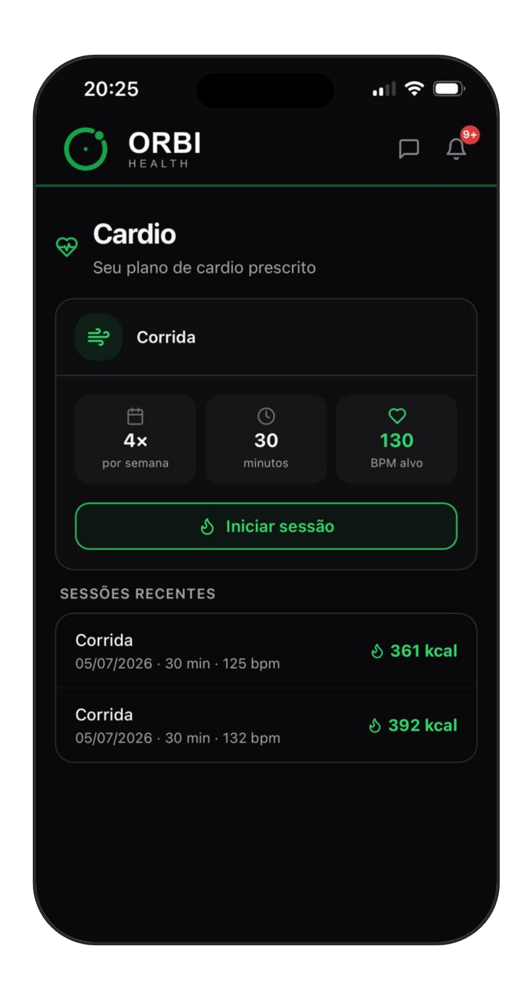 20:25
ORBI
HEALTH
9+
Cardio
Seu plano de cardio prescrito
Corrida
4×
por semana
30
minutos
130
BPM alvo
Iniciar sessão
SESSÕES RECENTES
Corrida
05/07/2026 · 30 min · 125 bpm
361 kcal
Corrida
05/07/2026 · 30 min · 132 bpm
392 kcal